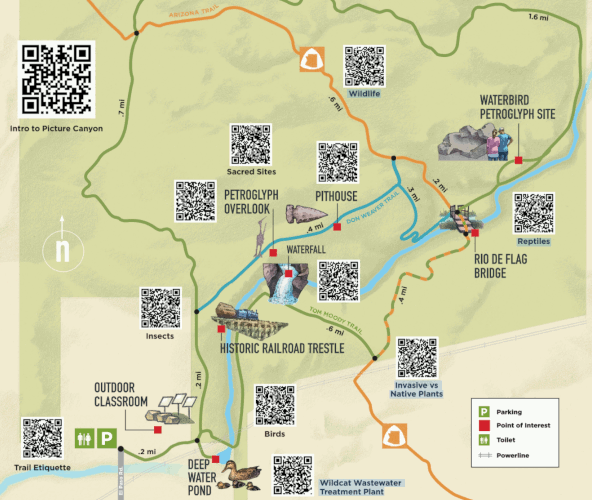 ARIZONA TRAIL
1.6 mi
Intro to Picture Canyon
.7 mi
Wildlife
.6 mi
WATERBIRD
PETROGLYPH SITE
Sacred Sites
PETROGLYPH
OVERLOOK
PITHOUSE
.2 mi
.3 mi
DON WEAVER TRAIL
.4 mi
WATERFALL
Reptiles
RIO DE FLAG
BRIDGE
n
.4 mi
Insects
TOM MOODY TRAIL
.6 mi
HISTORIC RAILROAD TRESTLE
.2 mi
OUTDOOR
CLASSROOM
Invasive vs
Native Plants
P Parking
Point of Interest
Toilet
Powerline
Birds
P
.2 mi
Trail Etiquette
DEEP
WATER
POND
Wildcat Wastewater
Treatment Plant